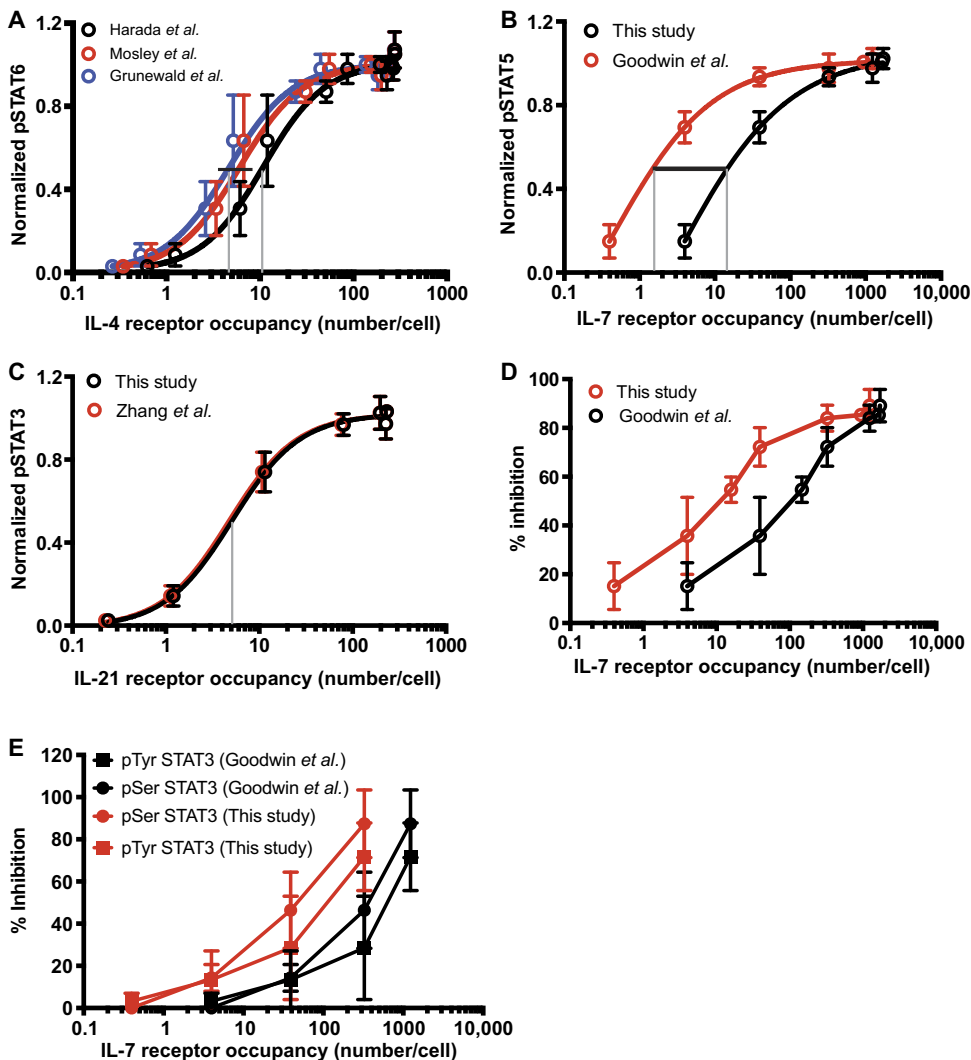 A
Harada et al.
Mosley et al.
Grunewald et al.
Normalized pSTAT6
1.2
0.8
0.4
0.0
0.1
1
10
100
1000
IL-4 receptor occupancy (number/cell)
B
This study
Goodwin et al.
Normalized pSTAT5
1.2
0.8
0.4
0.0
0.1
1
10
100
1000
10,000
IL-7 receptor occupancy (number/cell)
C
This study
Zhang et al.
Normalized pSTAT3
1.2
0.8
0.4
0.0
0.1
1
10
100
1000
IL-21 receptor occupancy (number/cell)
D
This study
Goodwin et al.
% inhibition
100
80
60
40
20
0
0.1
1
10
100
1000
10,000
IL-7 receptor occupancy (number/cell)
E
pTyr STAT3 (Goodwin et al.)
pSer STAT3 (Goodwin et al.)
pSer STAT3 (This study)
pTyr STAT3 (This study)
% Inhibition
120
100
80
60
40
20
0
0.1
1
10
100
1000
10,000
IL-7 receptor occupancy (number/cell)